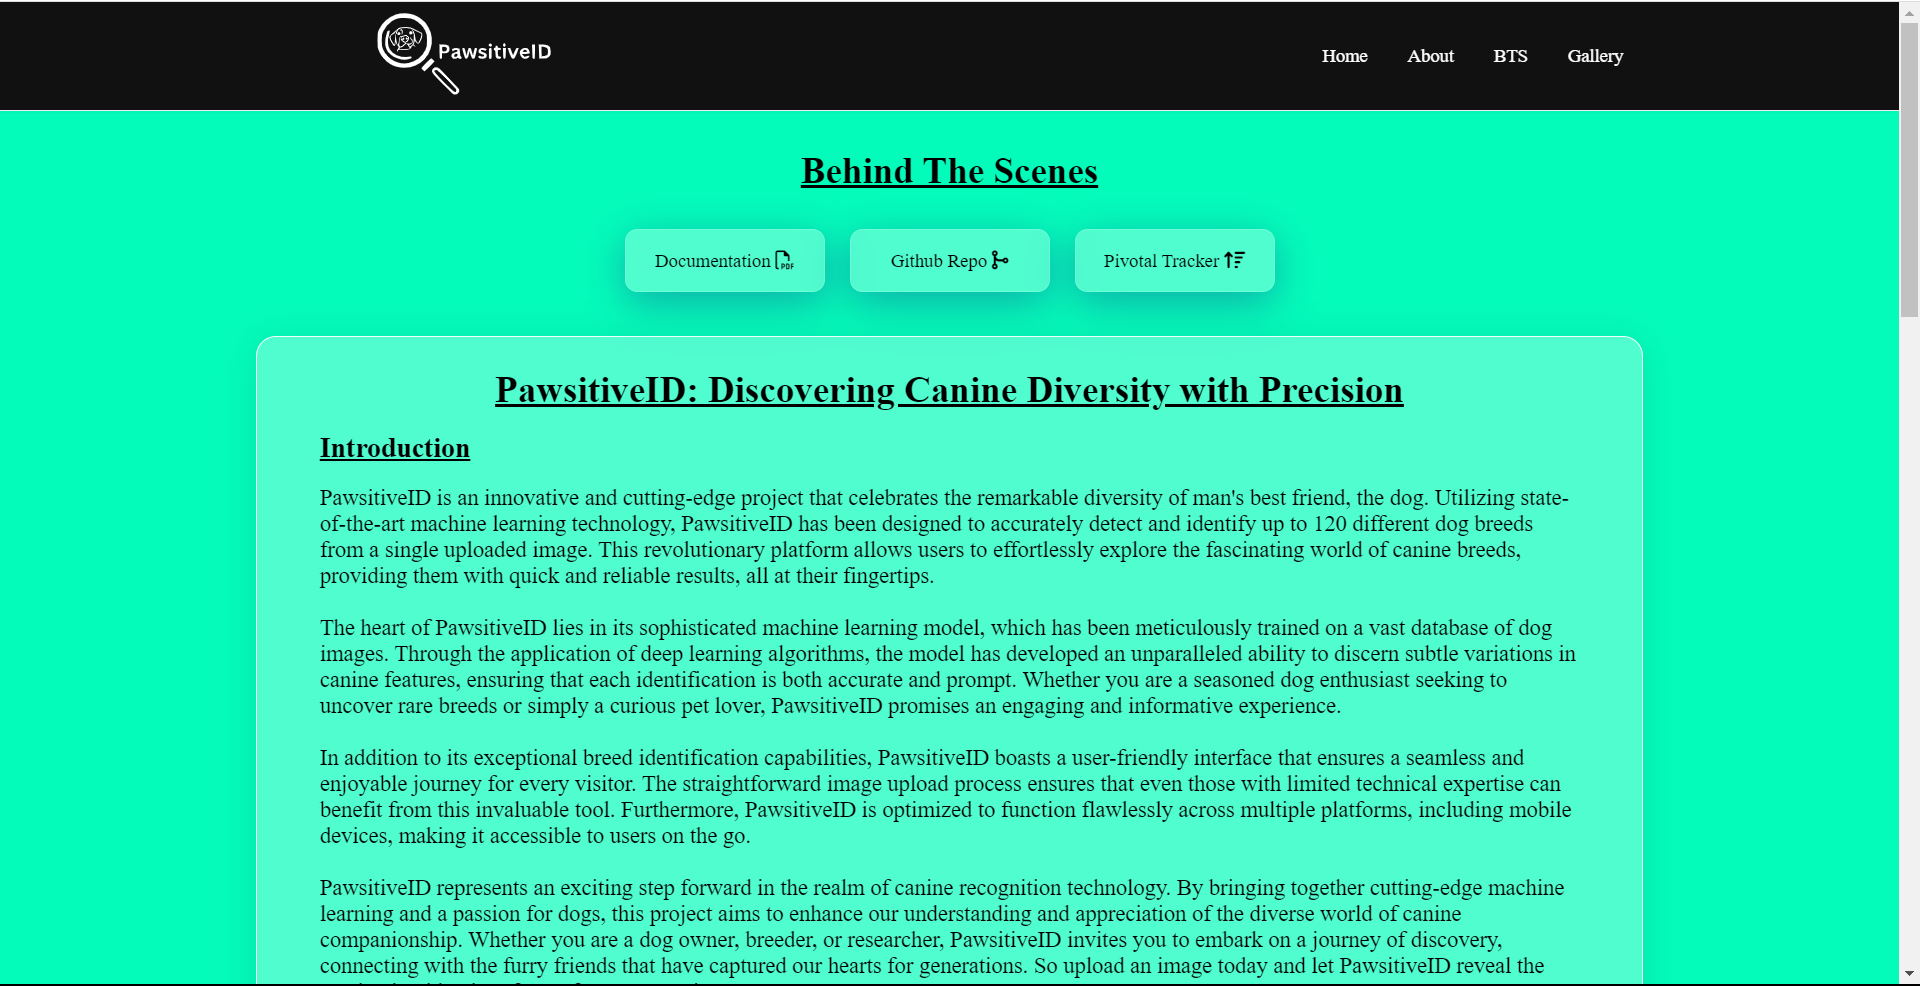 PawsitiveID
Home About BTS Gallery
Behind The Scenes
Documentation PDF Github Repo Pivotal Tracker
PawsitiveID: Discovering Canine Diversity with Precision
Introduction
PawsitiveID is an innovative and cutting-edge project that celebrates the remarkable diversity of man's best friend, the dog. Utilizing state-
of-the-art machine learning technology, PawsitiveID has been designed to accurately detect and identify up to 120 different dog breeds
from a single uploaded image. This revolutionary platform allows users to effortlessly explore the fascinating world of canine breeds,
providing them with quick and reliable results, all at their fingertips.
The heart of PawsitiveID lies in its sophisticated machine learning model, which has been meticulously trained on a vast database of dog
images. Through the application of deep learning algorithms, the model has developed an unparalleled ability to discern subtle variations in
canine features, ensuring that each identification is both accurate and prompt. Whether you are a seasoned dog enthusiast seeking to
uncover rare breeds or simply a curious pet lover, PawsitiveID promises an engaging and informative experience.
In addition to its exceptional breed identification capabilities, PawsitiveID boasts a user-friendly interface that ensures a seamless and
enjoyable journey for every visitor. The straightforward image upload process ensures that even those with limited technical expertise can
benefit from this invaluable tool. Furthermore, PawsitiveID is optimized to function flawlessly across multiple platforms, including mobile
devices, making it accessible to users on the go.
PawsitiveID represents an exciting step forward in the realm of canine recognition technology. By bringing together cutting-edge machine
learning and a passion for dogs, this project aims to enhance our understanding and appreciation of the diverse world of canine
companionship. Whether you are a dog owner, breeder, or researcher, PawsitiveID invites you to embark on a journey of discovery,
connecting with the furry friends that have captured our hearts for generations. So upload an image today and let PawsitiveID reveal the